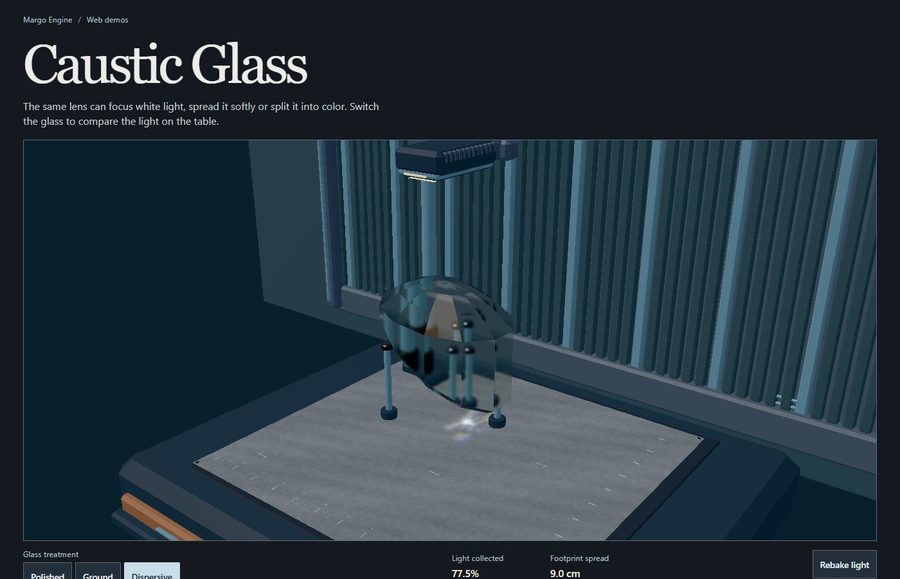 Margo Engine / Web demos
Caustic Glass
The same lens can focus white light, spread it softly or split it into color. Switch
the glass to compare the light on the table.
Glass treatment
Polished Ground Dispersive
Light collected
77.5%
Footprint spread
9.0 cm
Rebake light